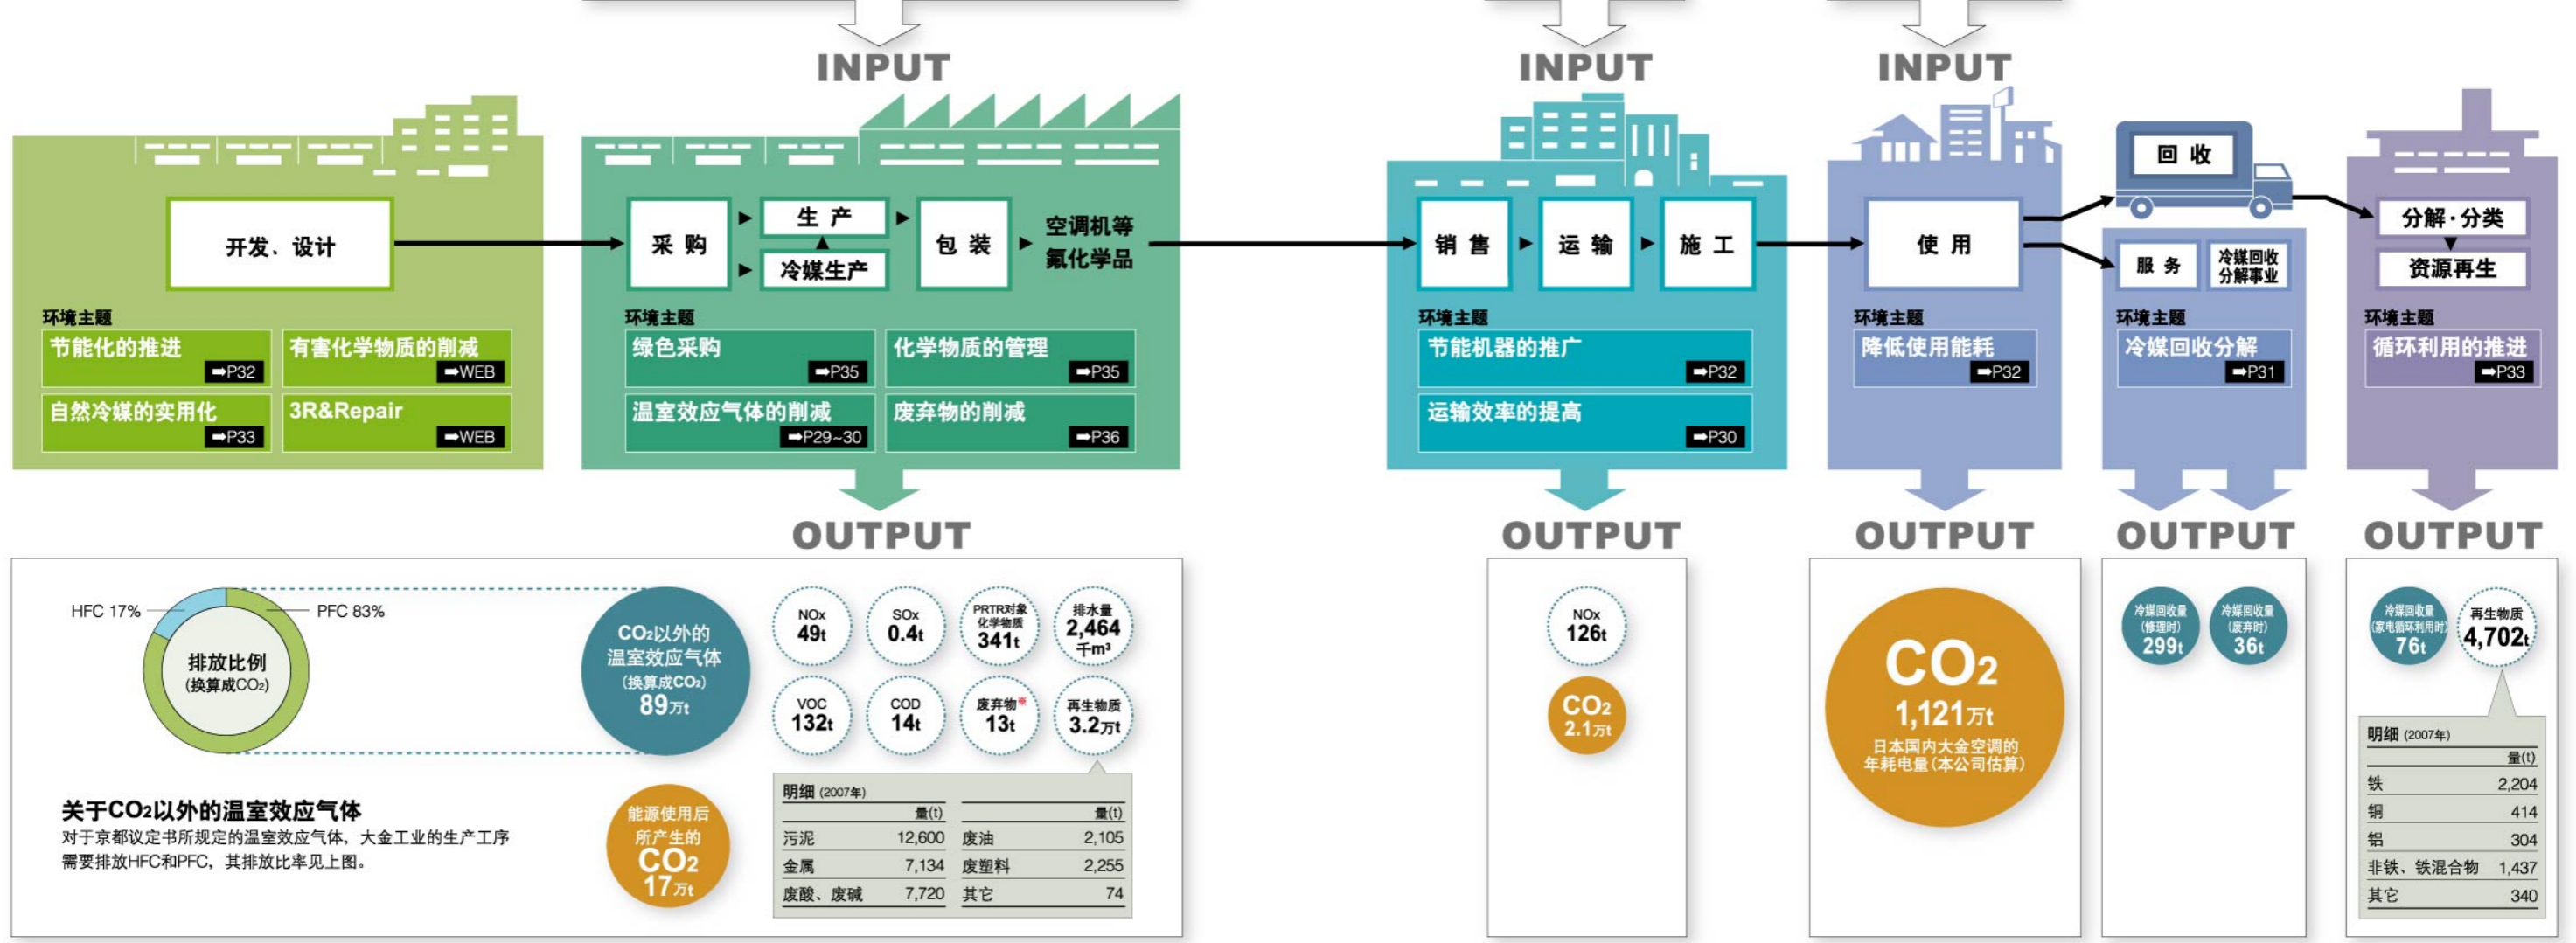 INPUT
INPUT
INPUT
开发、设计
环境主题
节能化的推进
➡P32
有害化学物质的削减
➡WEB
自然冷媒的实用化
➡P33
3R&Repair
➡WEB
采 购
生 产
冷媒生产
包 装
空调机等
氟化学品
环境主题
绿色采购
➡P35
化学物质的管理
➡P35
温室效应气体的削减
➡P29~30
废弃物的削减
➡P36
销 售
运 输
施 工
环境主题
节能机器的推广
➡P32
运输效率的提高
➡P30
使 用
环境主题
降低使用能耗
➡P32
回 收
服 务
冷媒回收
分解事业
环境主题
冷媒回收分解
➡P31
分解·分类
资源再生
环境主题
循环利用的推进
➡P33
OUTPUT
HFC 17%
PFC 83%
排放比例
(换算成CO₂)
CO₂以外的
温室效应气体
(换算成CO₂)
89万t
关于CO₂以外的温室效应气体
对于京都议定书所规定的温室效应气体，大金工业的生产工序
需要排放HFC和PFC，其排放比率见上图。
能源使用后
所产生的
CO₂
17万t
NOx
49t
SOx
0.4t
PRTR对象
化学物质
341t
排水量
2,464
千m³
VOC
132t
COD
14t
废弃物※
13t
再生物质
3.2万t
明细 (2007年)
量(t) 量(t)
污泥 12,600 废油 2,105
金属 7,134 废塑料 2,255
废酸、废碱 7,720 其它 74
OUTPUT
NOx
126t
CO₂
2.1万t
OUTPUT
CO₂
1,121万t
日本国内大金空调的
年耗电量(本公司估算)
OUTPUT
冷媒回收量
(修理时)
299t
冷媒回收量
(废弃时)
36t
OUTPUT
冷媒回收量
(家电循环利用时)
76t
再生物质
4,702t
明细 (2007年)
量(t)
铁 2,204
铜 414
铝 304
非铁、铁混合物 1,437
其它 340